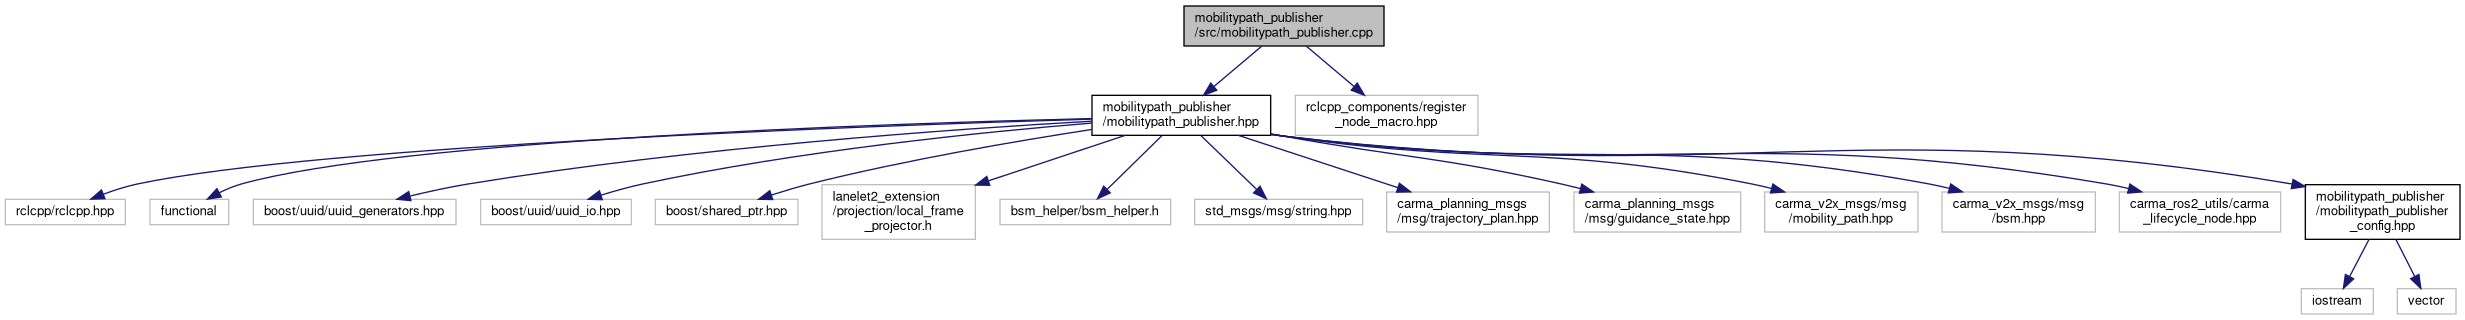 mobilitypath_publisher
/src/mobilitypath_publisher.cpp
mobilitypath_publisher
/mobilitypath_publisher.hpp
rclcpp_components/register
_node_macro.hpp
rclcpp/rclcpp.hpp
functional
boost/uuid/uuid_generators.hpp
boost/uuid/uuid_io.hpp
boost/shared_ptr.hpp
lanelet2_extension
/projection/local_frame
_projector.h
bsm_helper/bsm_helper.h
std_msgs/msg/string.hpp
carma_planning_msgs
/msg/trajectory_plan.hpp
carma_planning_msgs
/msg/guidance_state.hpp
carma_v2x_msgs/msg
/mobility_path.hpp
carma_v2x_msgs/msg
/bsm.hpp
carma_ros2_utils/carma
_lifecycle_node.hpp
mobilitypath_publisher
/mobilitypath_publisher
_config.hpp
iostream
vector